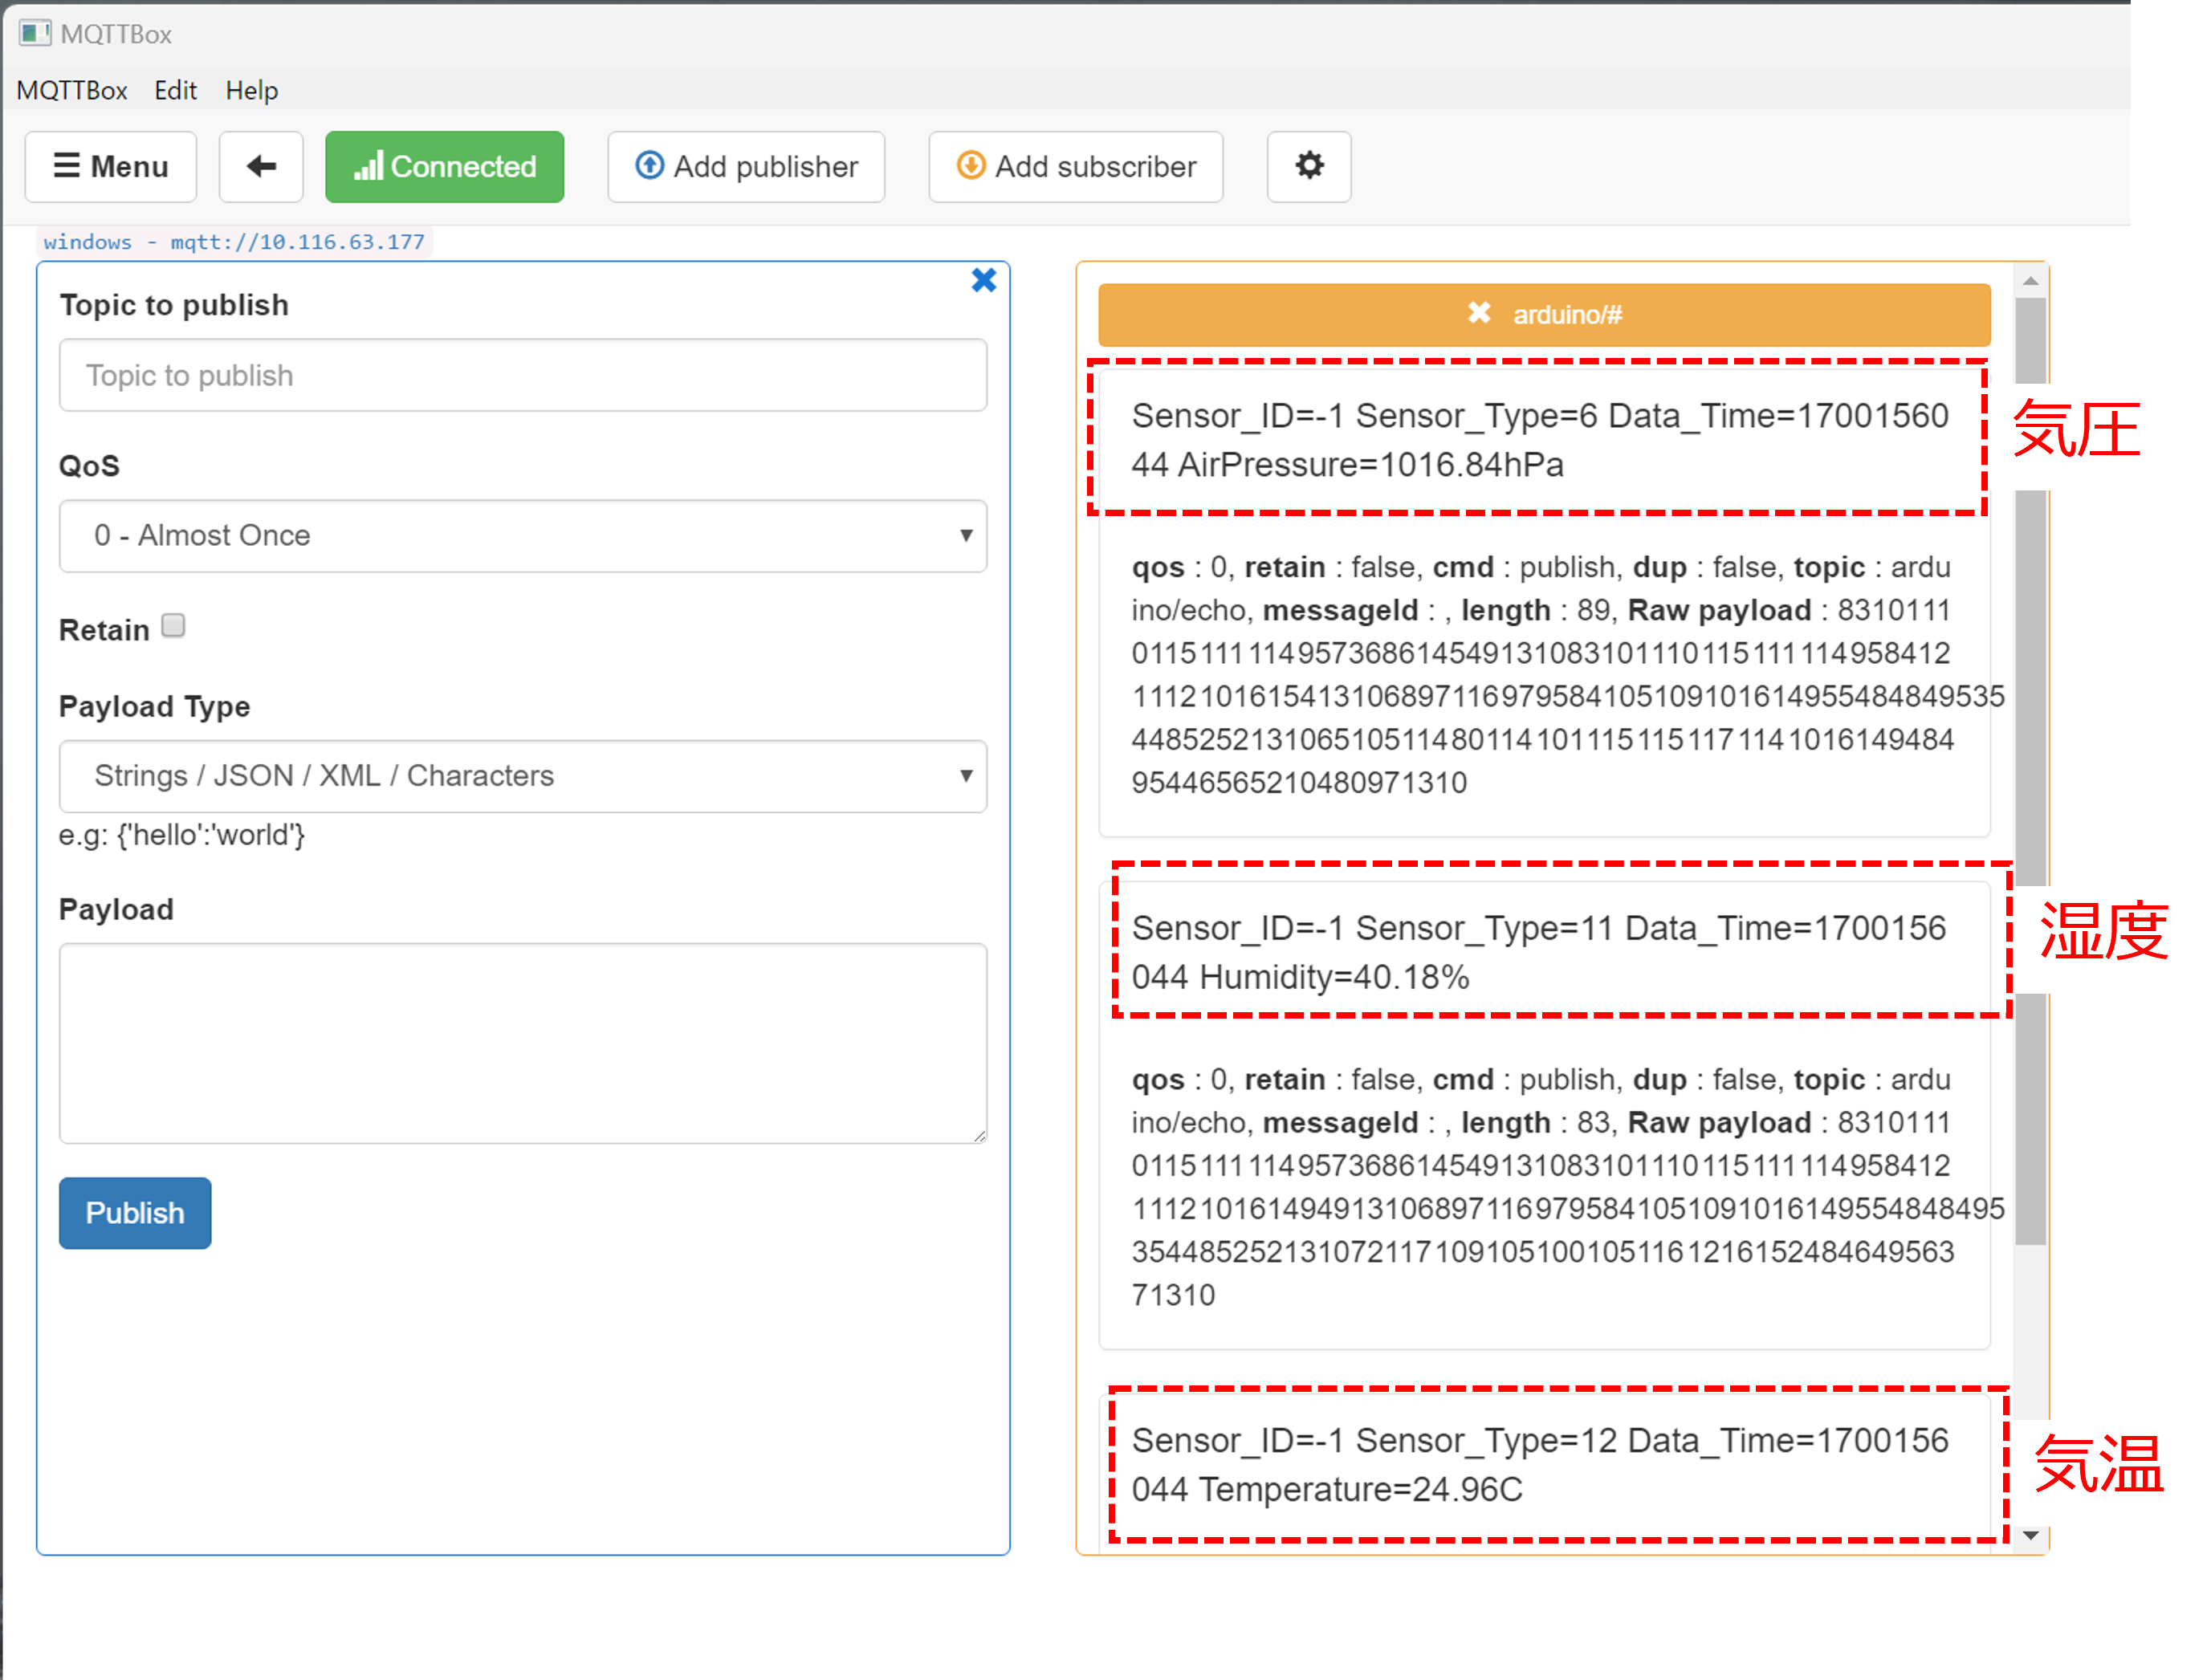 MQTTBox
MQTTBox Edit Help
Menu Connected Add publisher Add subscriber
windows - mqtt://10.116.63.177
Topic to publish
Topic to publish
QoS
0 - Almost Once
Retain
Payload Type
Strings / JSON / XML / Characters
e.g: {'hello':'world'}
Payload
Publish
arduino/#
Sensor_ID=-1 Sensor_Type=6 Data_Time=17001560
44 AirPressure=1016.84hPa
気圧
qos : 0, retain : false, cmd : publish, dup : false, topic : ardu
ino/echo, messageId : , length : 89, Raw payload : 8310111
0115111114957368614549131083101110115111114958412
1112101615413106897116979584105109101614955484849535
4485252131065105114801141011151151171141016149484
95446565210480971310
Sensor_ID=-1 Sensor_Type=11 Data_Time=1700156
044 Humidity=40.18%
湿度
qos : 0, retain : false, cmd : publish, dup : false, topic : ardu
ino/echo, messageId : , length : 83, Raw payload : 8310111
0115111114957368614549131083101110115111114958412
1112101614949131068971169795841051091016149554848495
3544852521310721171091051001051161216152484649563
71310
Sensor_ID=-1 Sensor_Type=12 Data_Time=1700156
044 Temperature=24.96C
気温